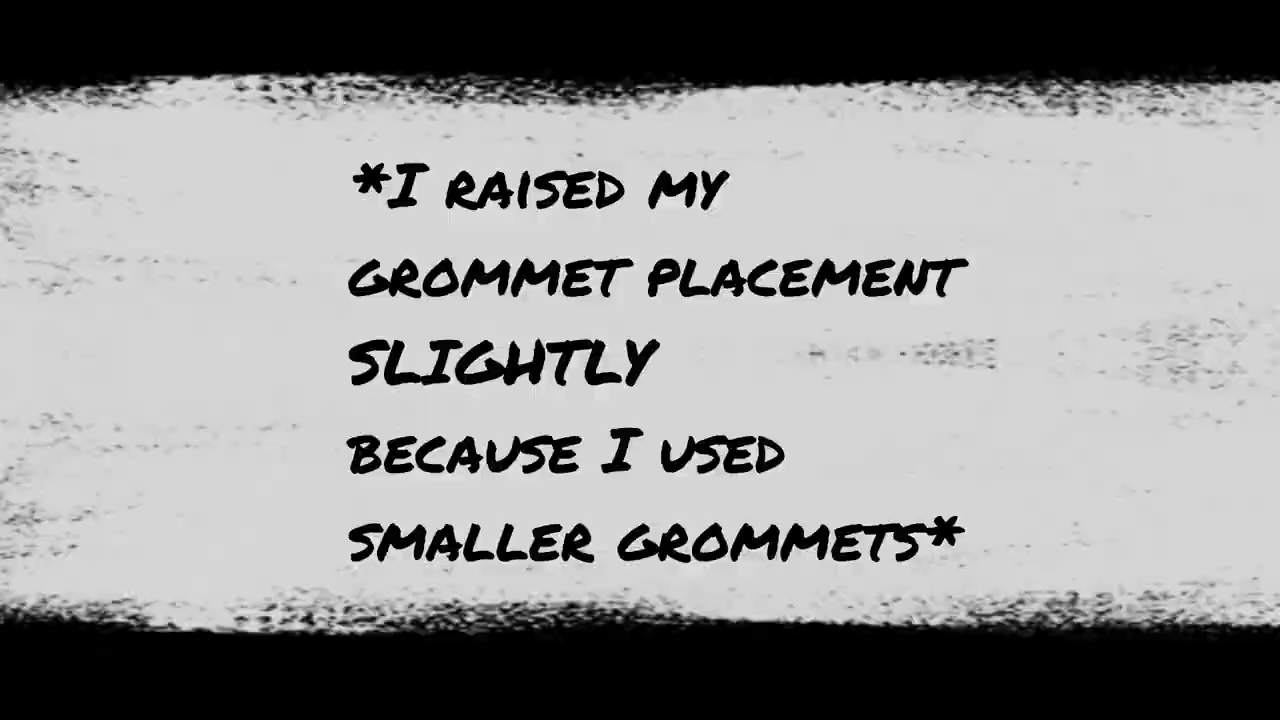 *I RAISED MY
GROMMET PLACEMENT
SLIGHTLY
BECAUSE I USED
SMALLER GROMMETS*